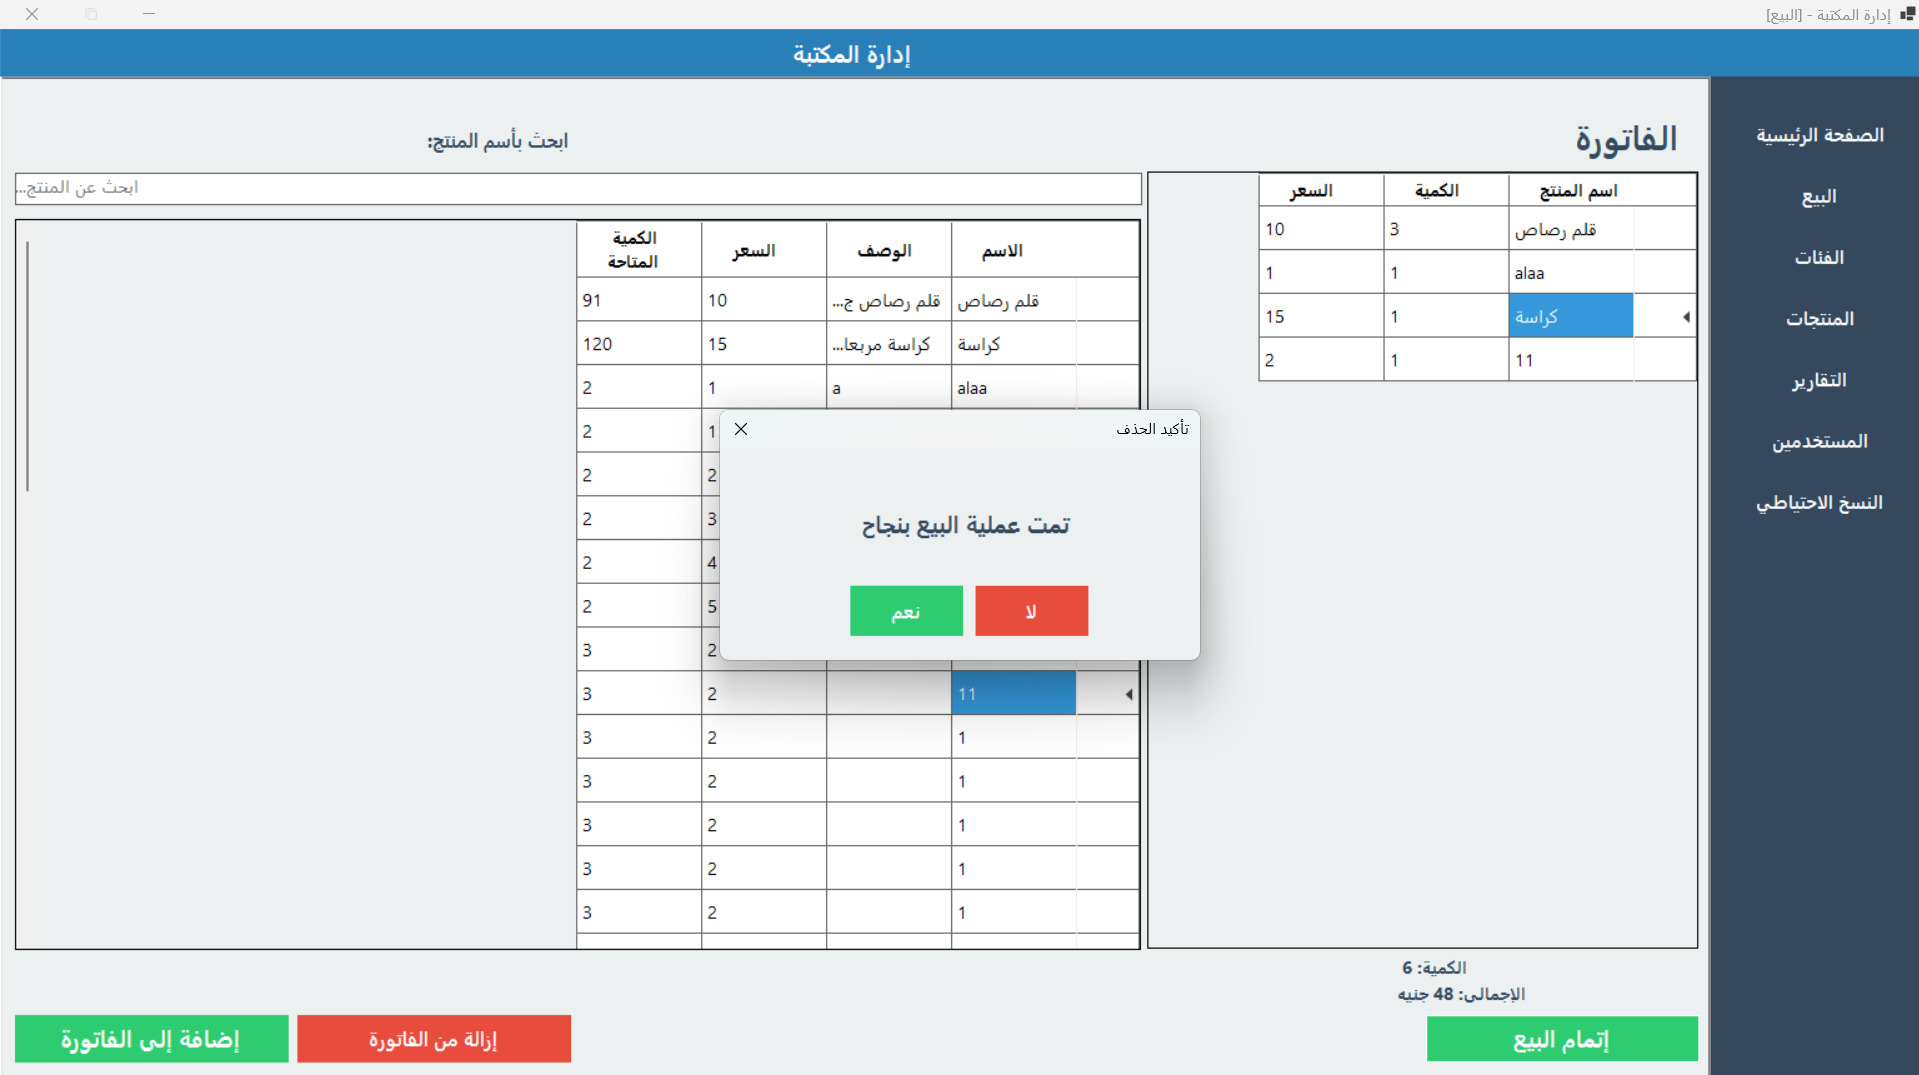 إدارة المكتبة - [البيع]
إدارة المكتبة
الصفحة الرئيسية
البيع
الفئات
المنتجات
التقارير
المستخدمين
النسخ الاحتياطي
الفاتورة
اسم المنتج الكمية السعر
قلم رصاص 3 10
alaa 1 1
كراسة 1 15
11 1 2
الكمية: 6
الإجمالي: 48 جنيه
إتمام البيع
ابحث بأسم المنتج:
ابحث عن المنتج...
الاسم الوصف السعر الكمية المتاحة
قلم رصاص قلم رصاص ج... 10 91
كراسة كراسة مربعا... 15 120
alaa a 1 2
1 2
2 2
3 2
4 2
5 2
2 3
11 2 3
1 2 3
1 2 3
1 2 3
1 2 3
1 2 3
تأكيد الحذف
تمت عملية البيع بنجاح
لا
نعم
إزالة من الفاتورة
إضافة إلى الفاتورة